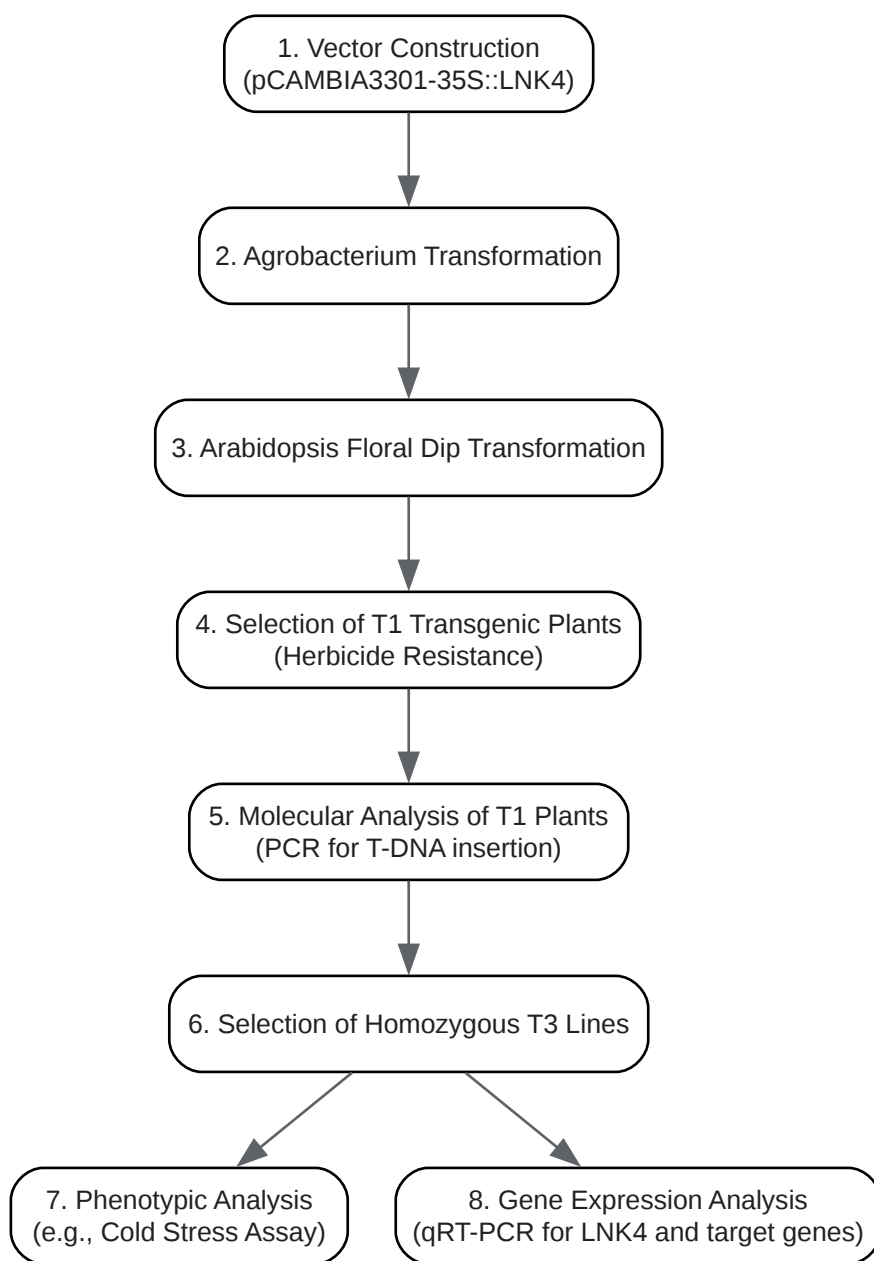 1. Vector Construction
(pCAMBIA3301-35S::LNK4)
2. Agrobacterium Transformation
3. Arabidopsis Floral Dip Transformation
4. Selection of T1 Transgenic Plants
(Herbicide Resistance)
5. Molecular Analysis of T1 Plants
(PCR for T-DNA insertion)
6. Selection of Homozygous T3 Lines
7. Phenotypic Analysis
(e.g., Cold Stress Assay)
8. Gene Expression Analysis
(qRT-PCR for LNK4 and target genes)